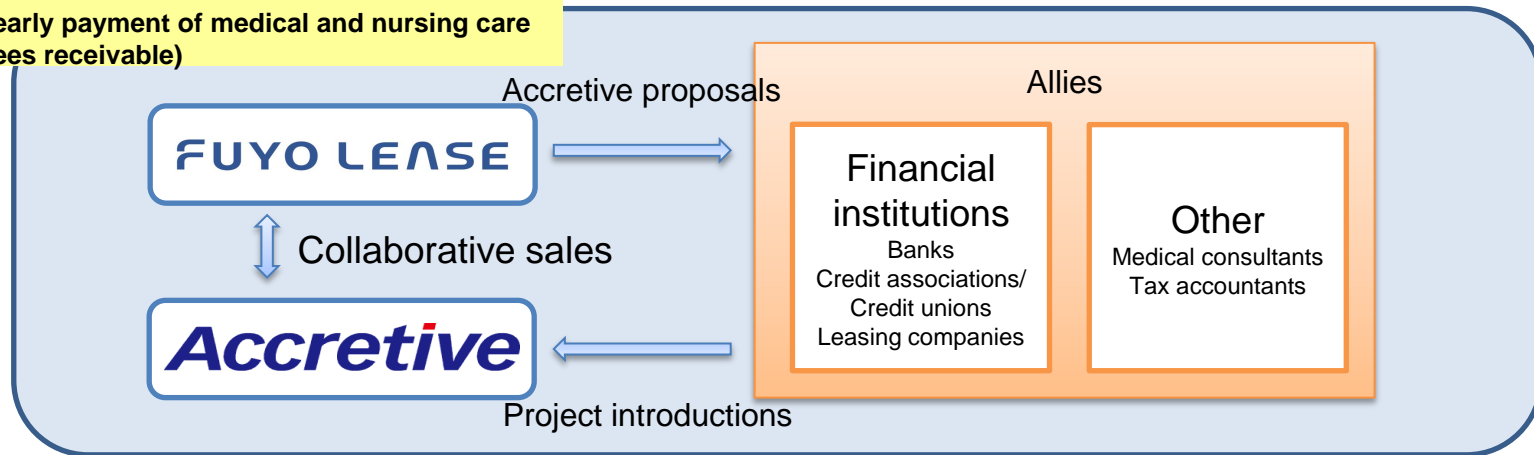 early payment of medical and nursing care
ees receivable)
Accretive proposals
Allies
FUYO LEASE
Financial
institutions
Banks
Credit associations/
Credit unions
Leasing companies
Other
Medical consultants
Tax accountants
Collaborative sales
Accretive
Project introductions